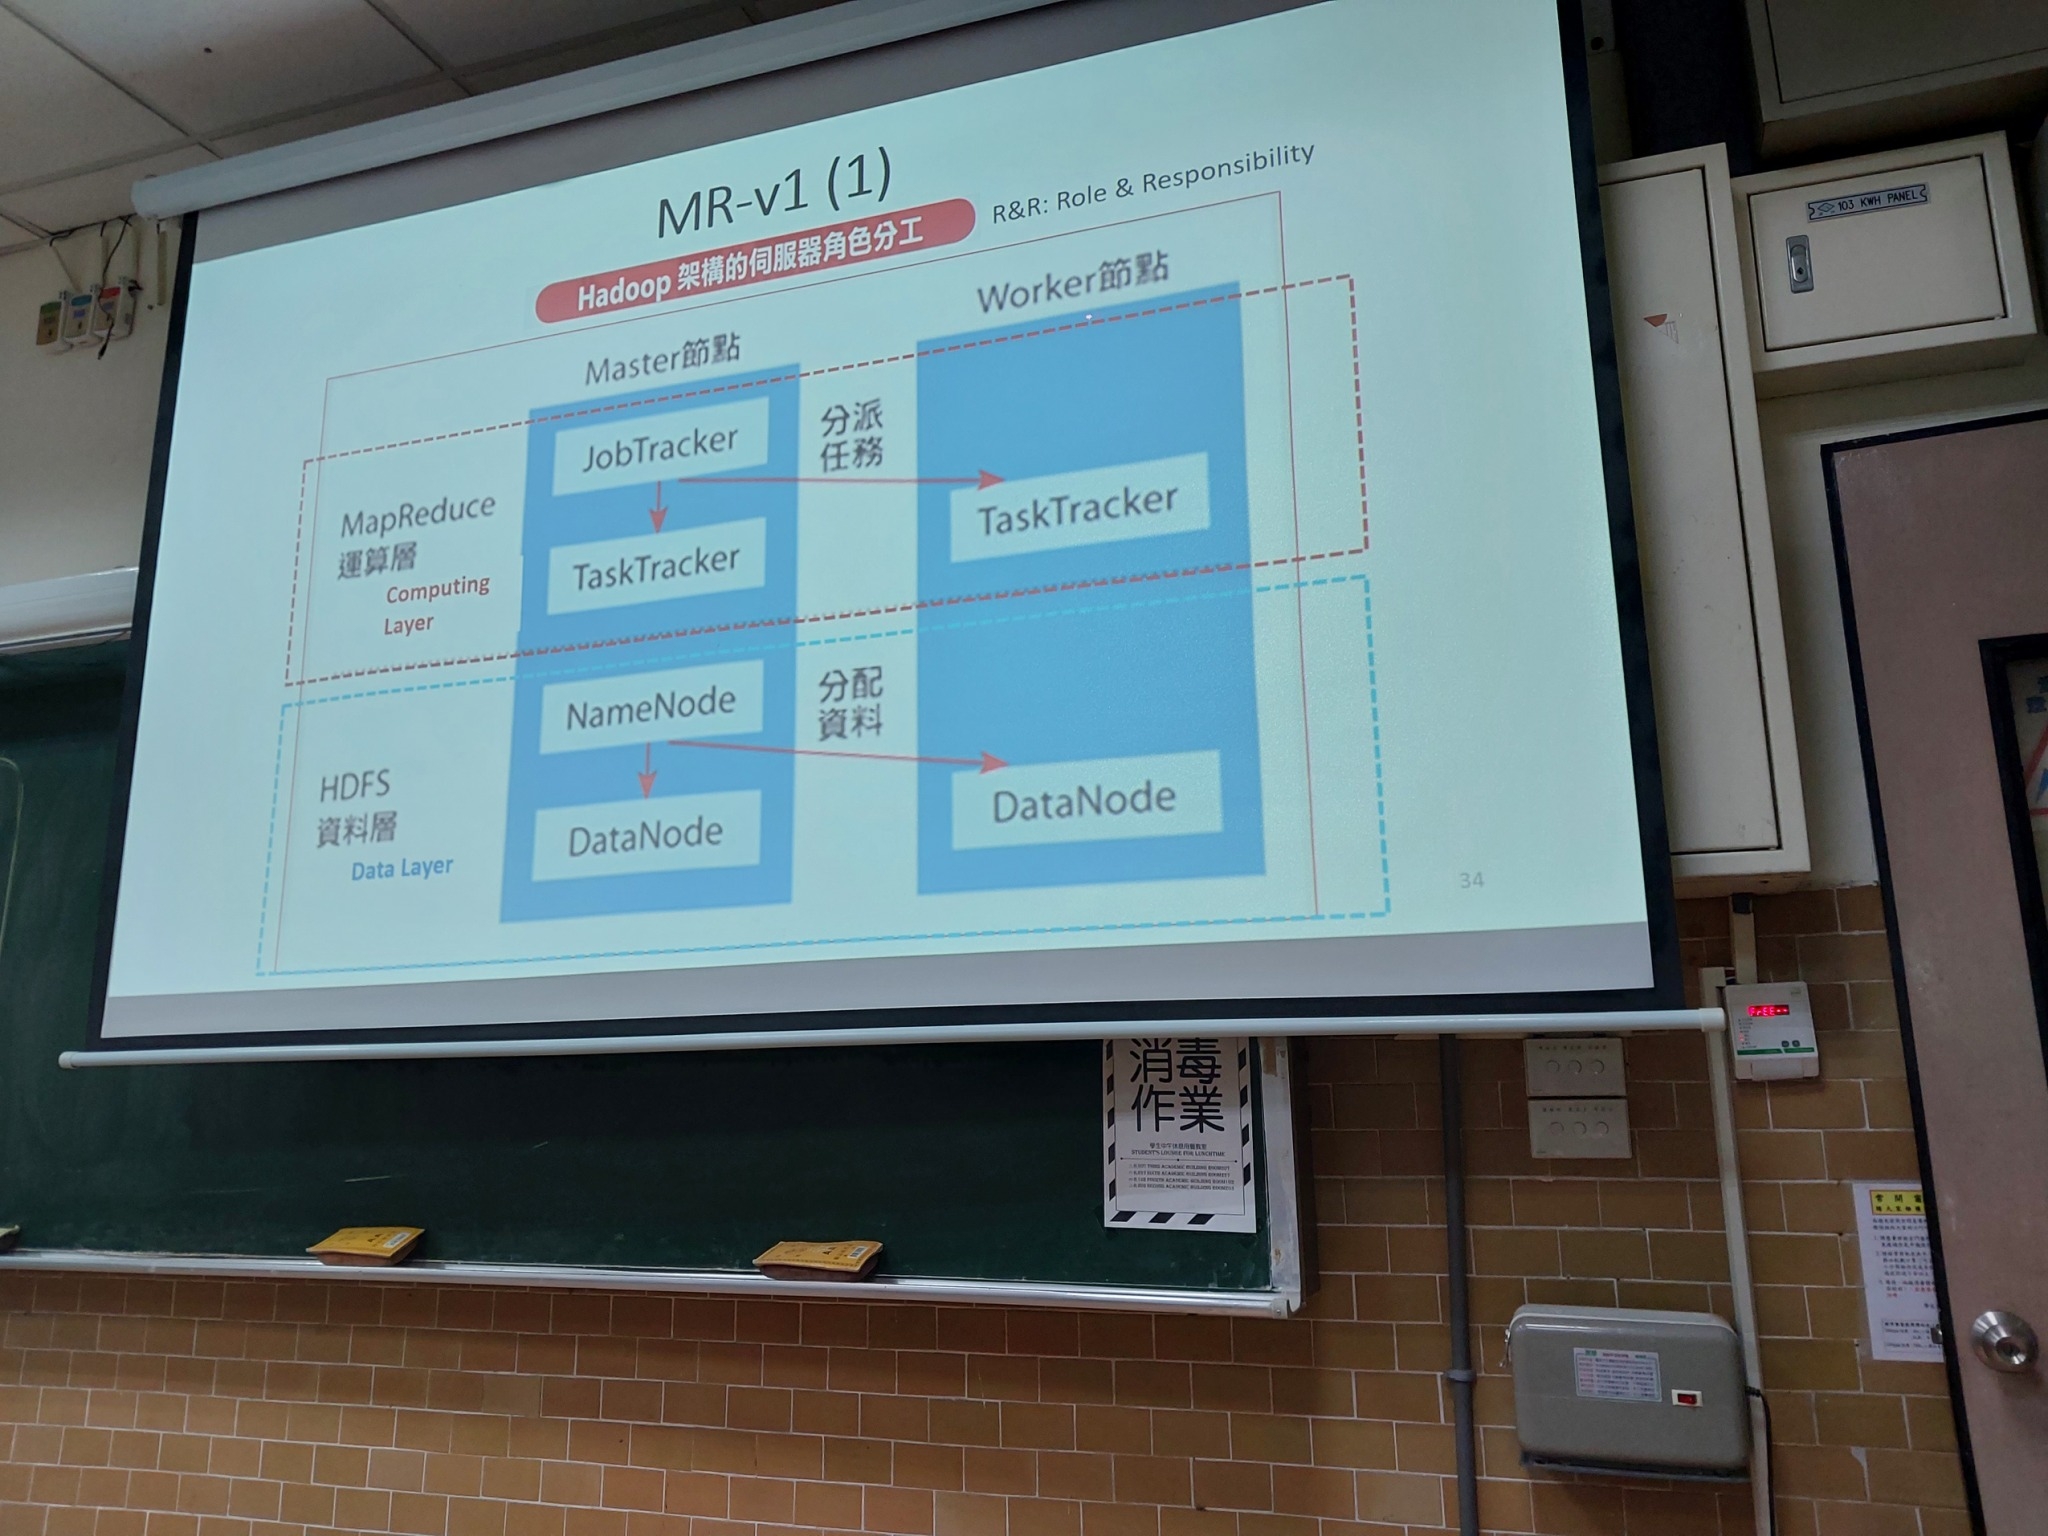 MR-v1 (1)
R&R: Role & Responsibility
Hadoop 架構的伺服器角色分工
Master節點
Worker節點
JobTracker
分派
任務
TaskTracker
TaskTracker
MapReduce
運算層
Computing
Layer
NameNode
分配
資料
DataNode
DataNode
HDFS
資料層
Data Layer
34
103 KWH PANEL
FrEE
消毒
作業
學生中午休息用餐教室
STUDENT'S LOUNGE FOR LUNCHTIME